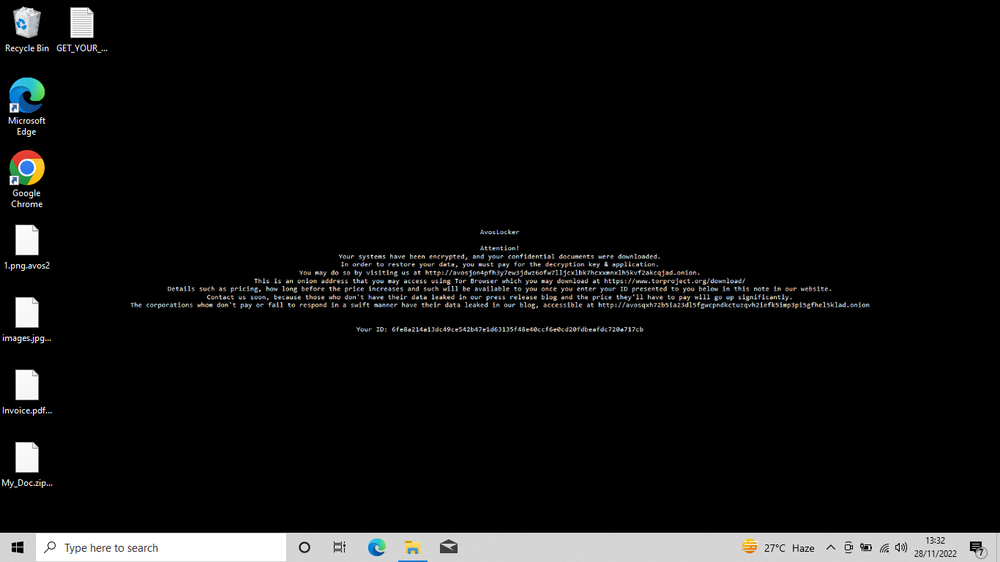 Recycle Bin
GET_YOUR_...
Microsoft
Edge
Google
Chrome
1.png.avos2
images.jpg...
Invoice.pdf...
My_Doc.zip...
AvosLocker
Attention!
Your systems have been encrypted, and your confidential documents were downloaded.
In order to restore your data, you must pay for the decryption key & application.
You may do so by visiting us at http://avosjon4pfh3y7ew3jdwz6ofw7lljcxlbk7hcxxmnxlh5kvf2akcqjad.onion.
This is an onion address that you may access using Tor Browser which you may download at https://www.torproject.org/download/
Details such as pricing, how long before the price increases and such will be available to you once you enter your ID presented to you below in this note in our website.
Contact us soon, because those who don't have their data leaked in our press release blog and the price they'll have to pay will go up significantly.
The corporations whom don't pay or fail to respond in a swift manner have their data leaked in our blog, accessible at http://avosqxh72b5ia23dl5fgwcpndkctuzqvh2iefk5imp3pi5gfhel5klad.onion
Your ID: 6fe8a214a13dc49ce542b47e1d63135f48e40ccf6e0cd20fdbeafdc720a717cb
Type here to search
27°C Haze
13:32
28/11/2022
7